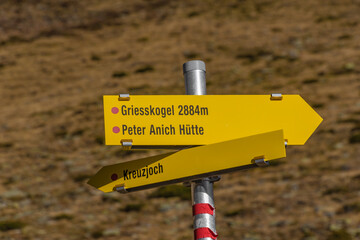 Griesskogel 2884m
Peter Anich Hütte
Kreuzjoch